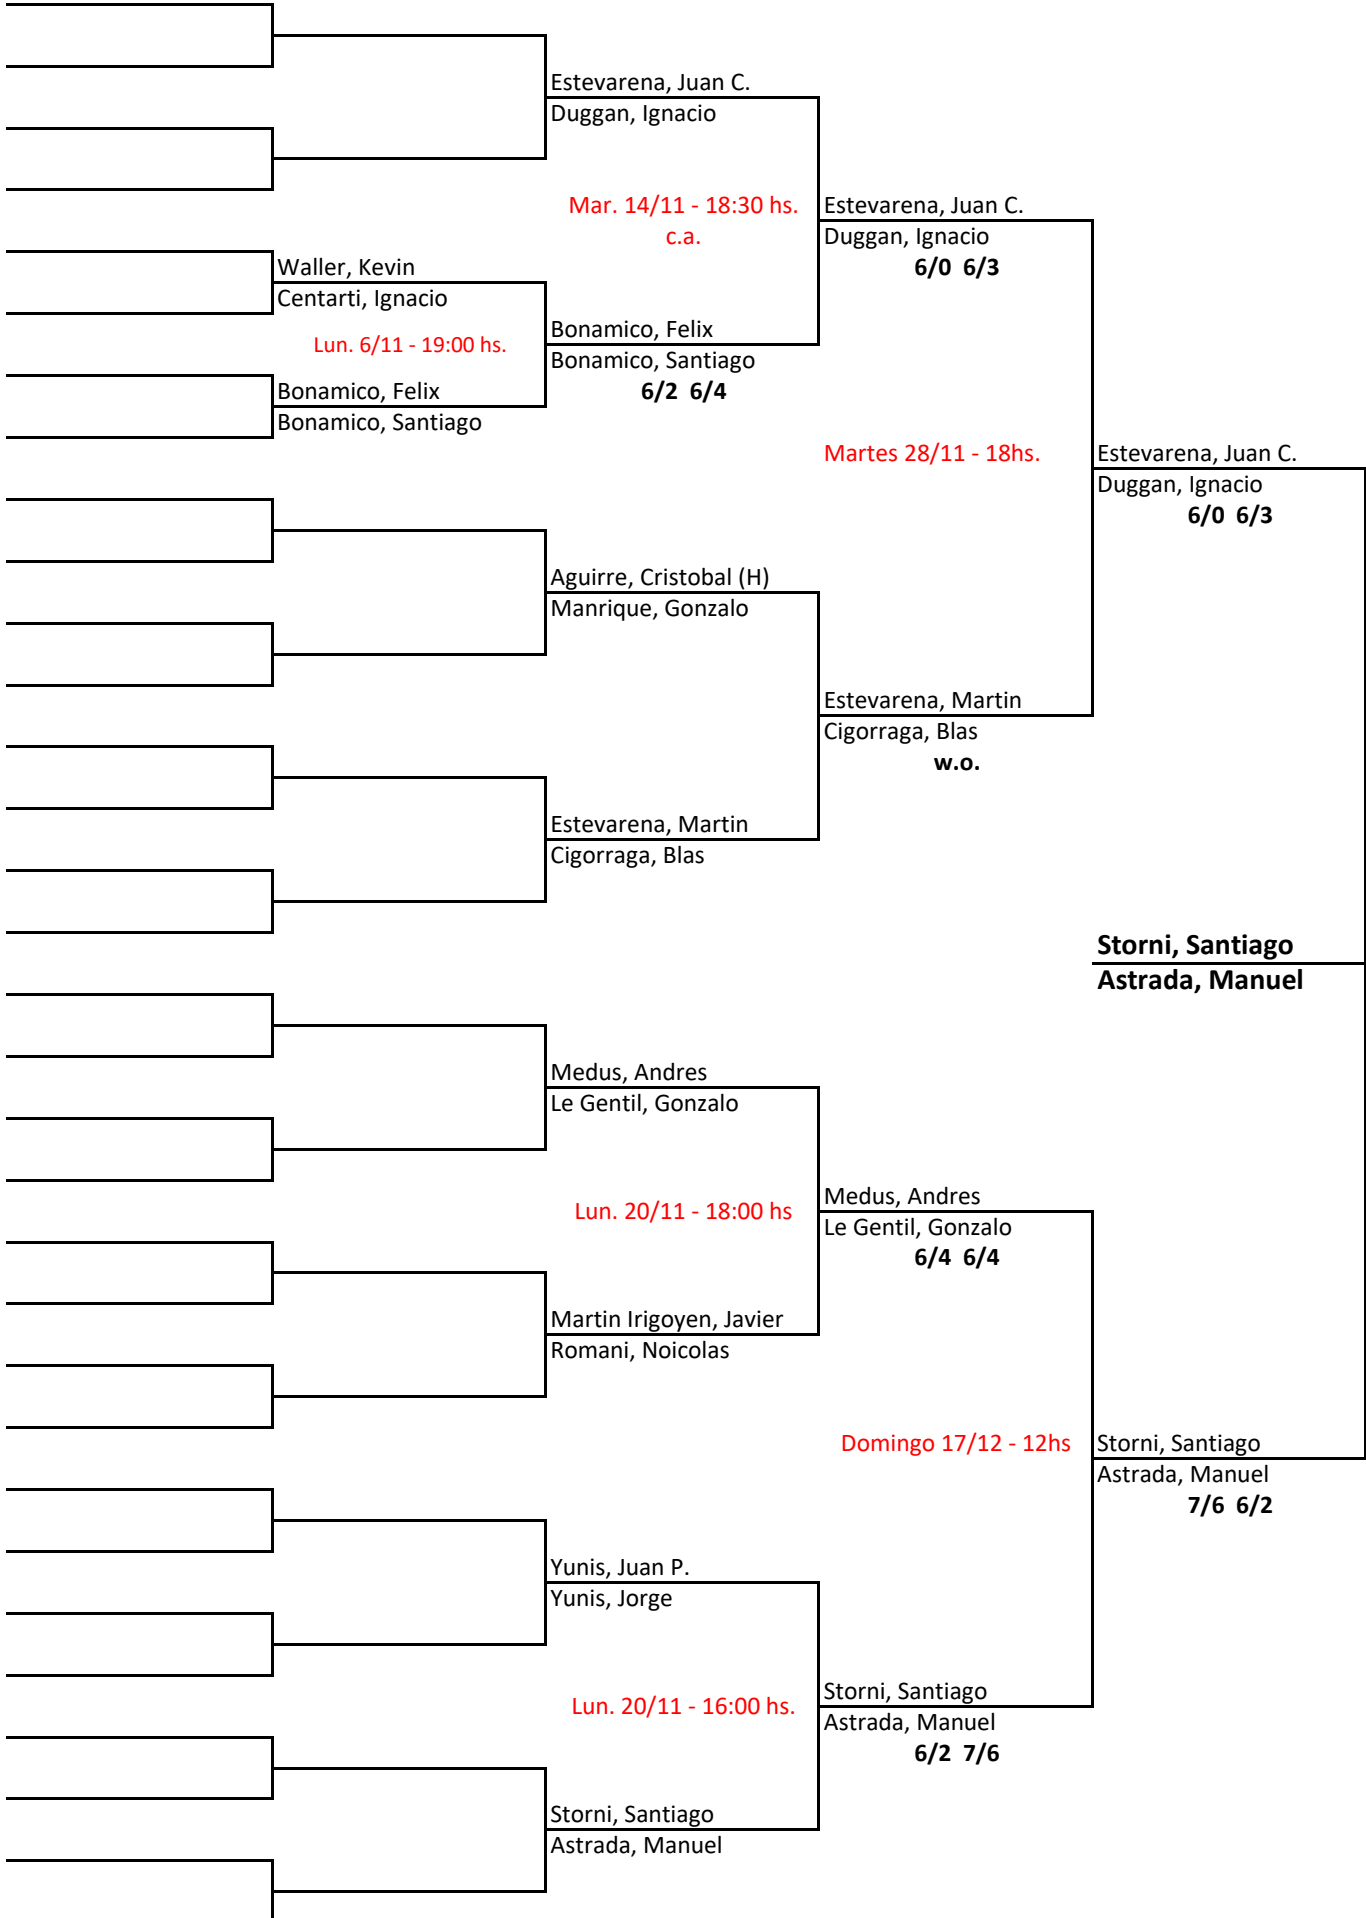 Estevarena, Juan C.
Duggan, Ignacio
Mar. 14/11 - 18:30 hs.
c.a.
Estevarena, Juan C.
Duggan, Ignacio
6/0 6/3
Waller, Kevin
Centarti, Ignacio
Lun. 6/11 - 19:00 hs.
Bonamico, Felix
Bonamico, Santiago
6/2 6/4
Bonamico, Felix
Bonamico, Santiago
Martes 28/11 - 18hs.
Estevarena, Juan C.
Duggan, Ignacio
6/0 6/3
Aguirre, Cristobal (H)
Manrique, Gonzalo
Estevarena, Martin
Cigorraga, Blas
w.o.
Estevarena, Martin
Cigorraga, Blas
Storni, Santiago
Astrada, Manuel
Medus, Andres
Le Gentil, Gonzalo
Lun. 20/11 - 18:00 hs
Medus, Andres
Le Gentil, Gonzalo
6/4 6/4
Martin Irigoyen, Javier
Romani, Noicolas
Domingo 17/12 - 12hs
Storni, Santiago
Astrada, Manuel
7/6 6/2
Yunis, Juan P.
Yunis, Jorge
Lun. 20/11 - 16:00 hs.
Storni, Santiago
Astrada, Manuel
6/2 7/6
Storni, Santiago
Astrada, Manuel